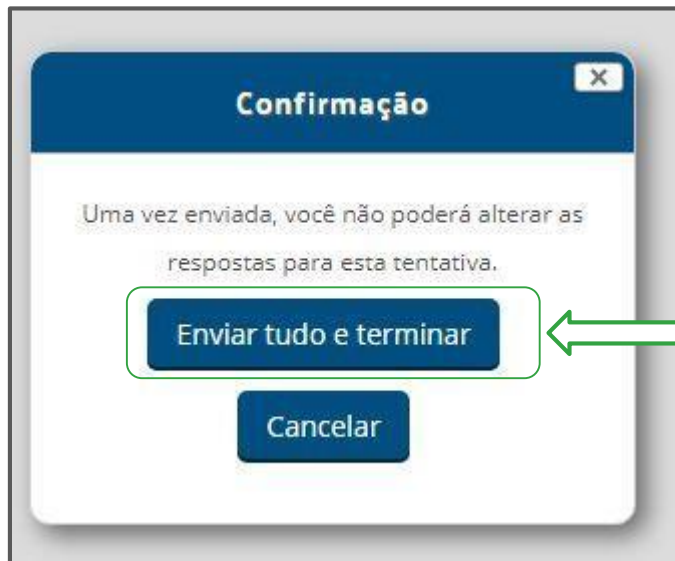 Confirmação
Uma vez enviada, você não poderá alterar as
respostas para esta tentativa.
Enviar tudo e terminar
Cancelar